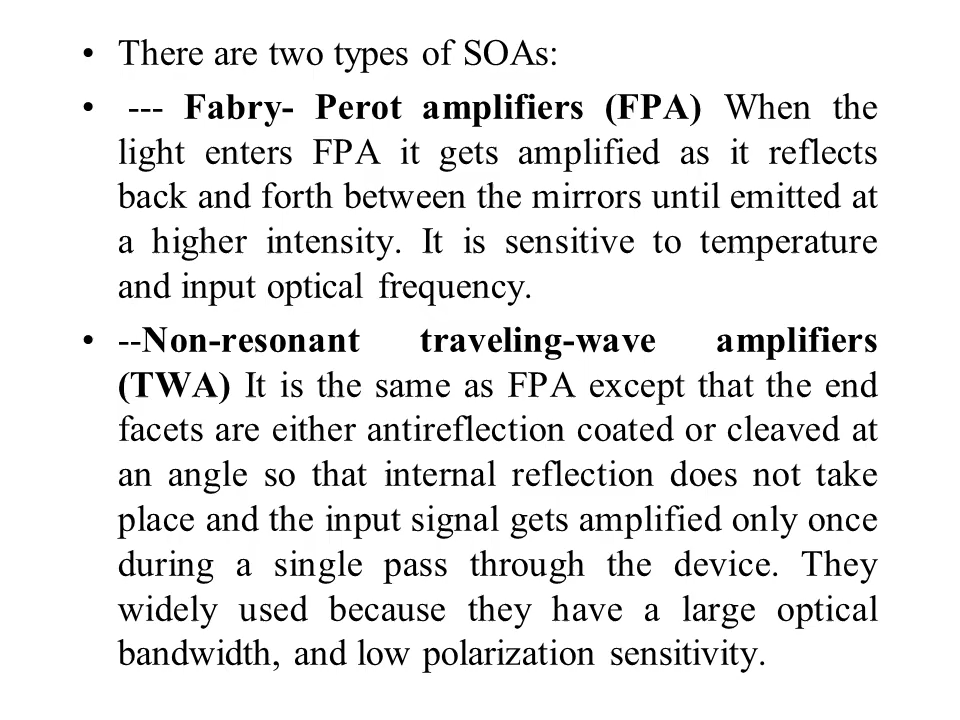 • There are two types of SOAs:
• --- Fabry- Perot amplifiers (FPA) When the
light enters FPA it gets amplified as it reflects
back and forth between the mirrors until emitted at
a higher intensity. It is sensitive to temperature
and input optical frequency.
• --Non-resonant traveling-wave amplifiers
(TWA) It is the same as FPA except that the end
facets are either antireflection coated or cleaved at
an angle so that internal reflection does not take
place and the input signal gets amplified only once
during a single pass through the device. They
widely used because they have a large optical
bandwidth, and low polarization sensitivity.